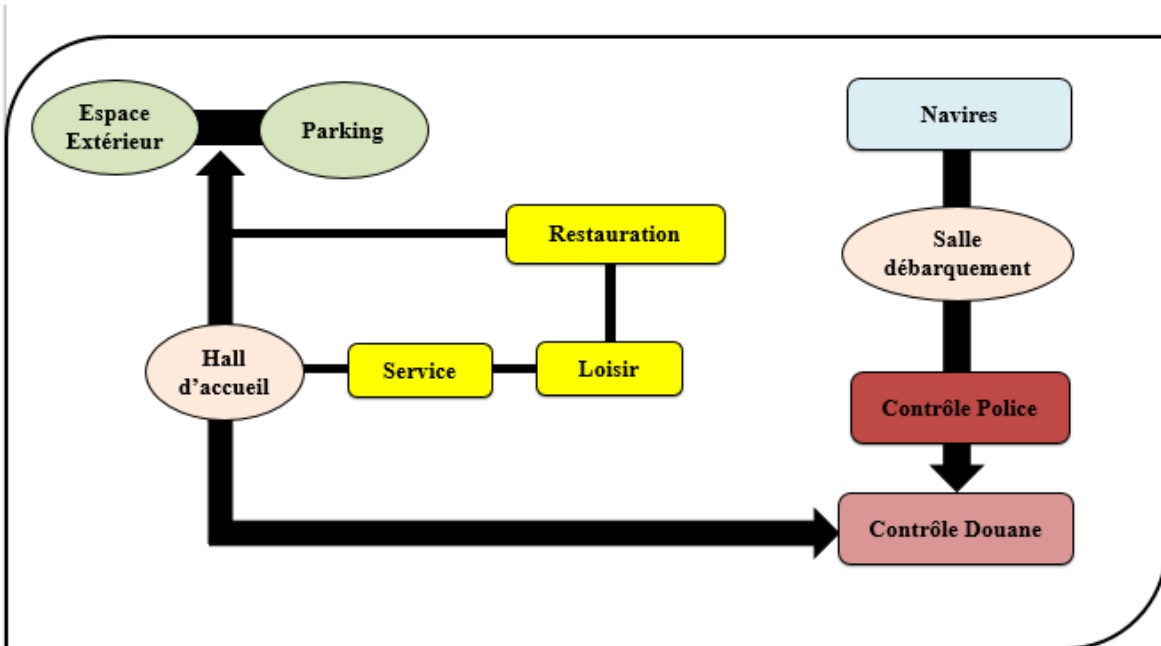 Espace
Extérieur
Parking
Navires
Restauration
Salle
débarquement
Hall
d’accueil
Service
Loisir
Contrôle Police
Contrôle Douane